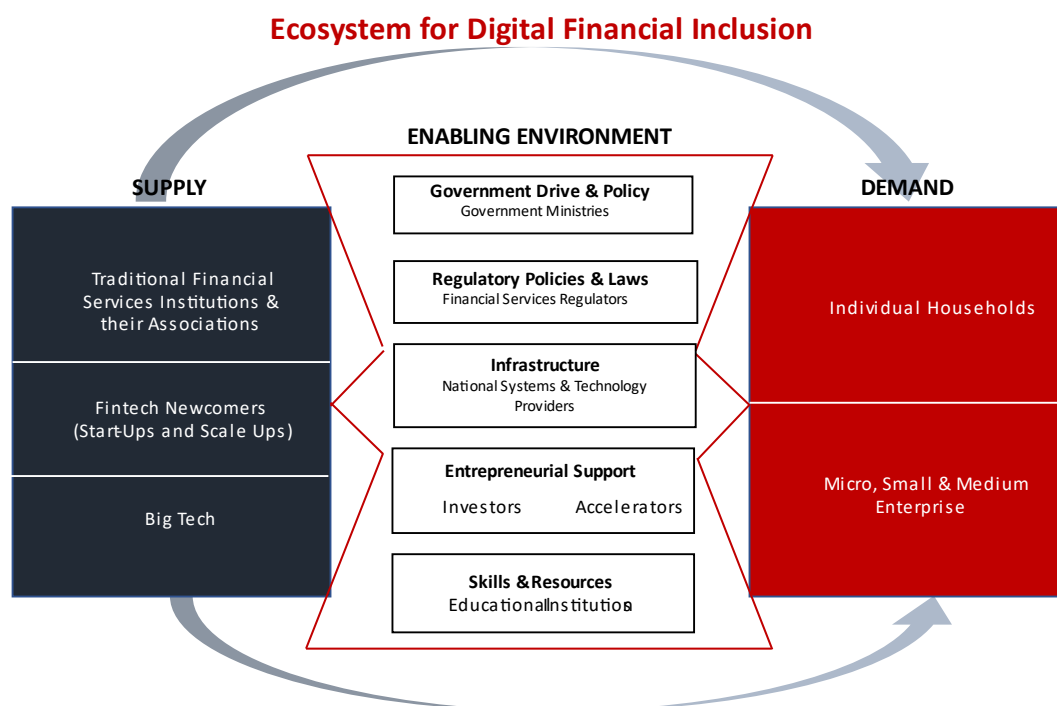 Ecosystem for Digital Financial Inclusion
ENABLING ENVIRONMENT
SUPPLY
Traditional Financial
Services Institutions &
their Associations
Fintech Newcomers
(Start-Ups and Scale Ups)
Big Tech
Government Drive & Policy
Government Ministries
Regulatory Policies & Laws
Financial Services Regulators
Infrastructure
National Systems & Technology
Providers
Entrepreneurial Support
Investors Accelerators
Skills & Resources
Educational Institutions
DEMAND
Individual Households
Micro, Small & Medium
Enterprise